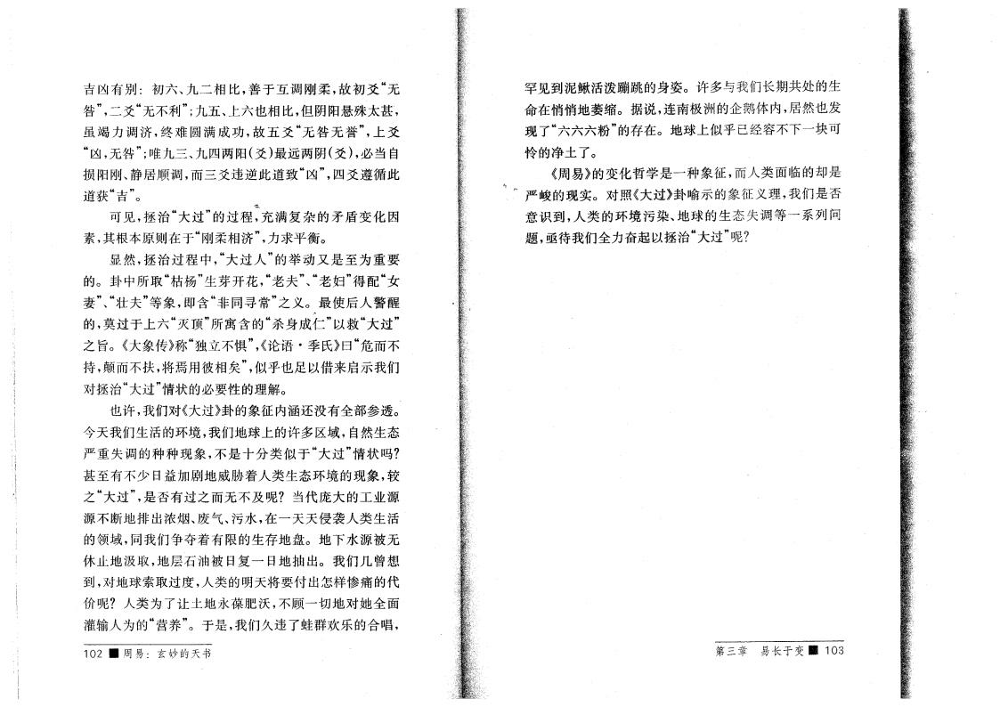 吉凶有别：初六、九二相比，善于互调刚柔，故初爻“无
咎”，二爻“无不利”；九五、上六也相比，但阴阳悬殊太甚，
虽竭力调济，终难圆满成功，故五爻“无咎无誉”，上爻
“凶，无咎”；唯九三、九四两阳（爻）最远两阴（爻），必当自
损阳刚、静居顺调，而三爻违逆此道致“凶”，四爻遵循此
道获“吉”。
可见，拯治“大过”的过程，充满复杂的矛盾变化因
素，其根本原则在于“刚柔相济”，力求平衡。
显然，拯治过程中，“大过人”的举动又是至为重要
的。卦中所取“枯杨”生芽开花，“老夫”、“老妇”得配“女
妻”、“壮夫”等象，即含“非同寻常”之义。最使后人警醒
的，莫过于上六“灭顶”所寓含的“杀身成仁”以救“大过”
之旨。《大象传》称“独立不惧”，《论语·季氏》曰“危而不
持，颠而不扶，将焉用彼相矣”，似乎也足以借来启示我们
对拯治“大过”情状的必要性的理解。
也许，我们对《大过》卦的象征内涵还没有全部参透。
今天我们生活的环境，我们地球上的许多区域，自然生态
严重失调的种种现象，不是十分类似于“大过”情状吗？
甚至有不少日益加剧地威胁着人类生态环境的现象，较
之“大过”，是否有过之而无不及呢？当代庞大的工业源
源不断地排出浓烟、废气、污水，在一天天侵袭人类生活
的领域，同我们争夺着有限的生存地盘。地下水源被无
休止地汲取，地层石油被日复一日地抽出。我们几曾想
到，对地球索取过度，人类的明天将要付出怎样惨痛的代
价呢？人类为了让土地永葆肥沃，不顾一切地对她全面
灌输人为的“营养”。于是，我们久违了蛙群欢乐的合唱，
102 ■ 周易：玄妙的天书
罕见到泥鳅活泼蹦跳的身姿。许多与我们长期共处的生
命在悄悄地萎缩。据说，连南极洲的企鹅体内，居然也发
现了“六六六粉”的存在。地球上似乎已经容不下一块可
怜的净土了。
《周易》的变化哲学是一种象征，而人类面临的却是
严峻的现实。对照《大过》卦喻示的象征义理，我们是否
意识到，人类的环境污染、地球的生态失调等一系列问
题，亟待我们全力奋起以拯治“大过”呢？
第三章 易长于变 ■ 103